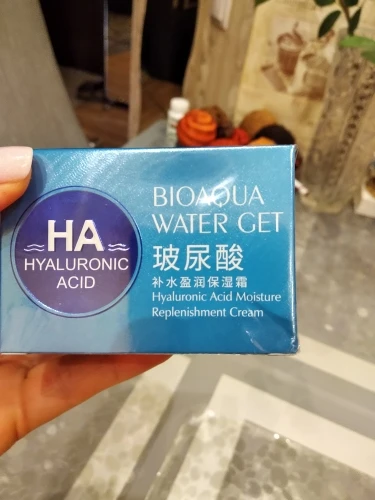 HA
HYALURONIC
ACID
BIOAQUA
WATER GET
玻尿酸
补水盈润保湿霜
Hyaluronic Acid Moisture
Replenishment Cream